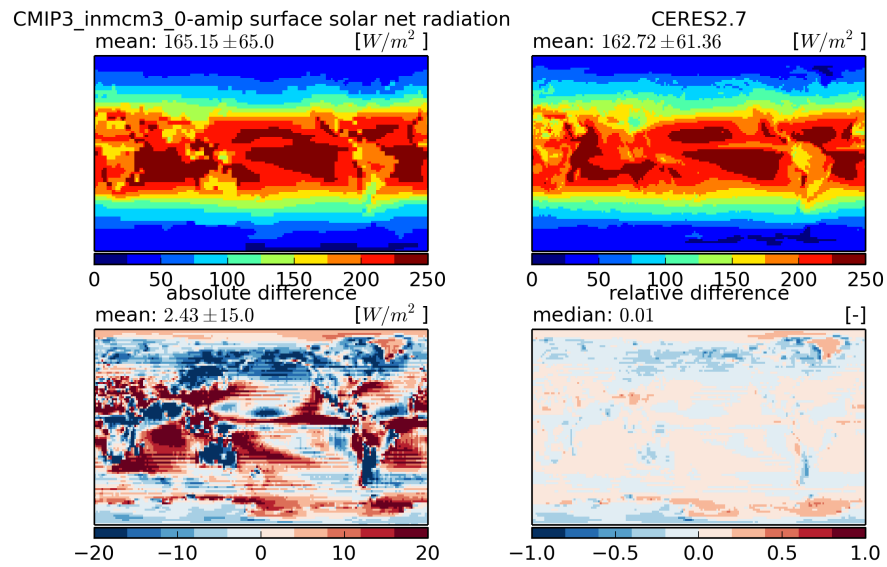 CMIP3_inmcm3_0-amip surface solar net radiation
CERES2.7
mean: 165.15±65.0 [W/m² ]
mean: 162.72±61.36 [W/m² ]
0 50 100 150 200 250
0 50 100 150 200 250
absolute difference
relative difference
mean: 2.43±15.0 [W/m² ]
median: 0.01 [-]
−20 −10 0 10 20
−1.0 −0.5 0.0 0.5 1.0